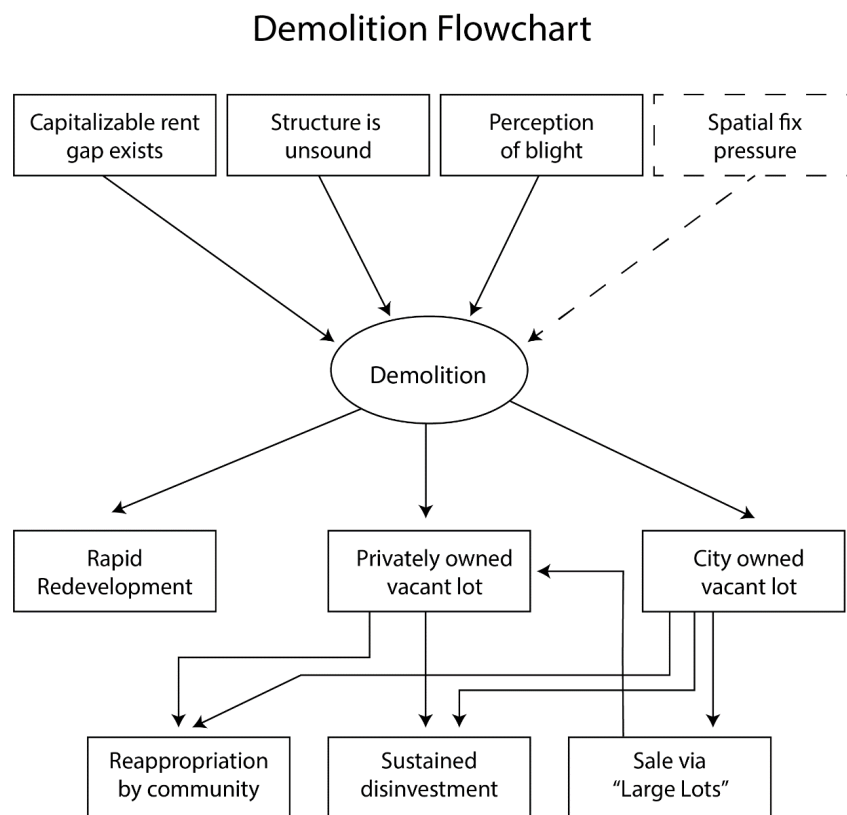 Demolition Flowchart
Capitalizable rent
gap exists
Structure is
unsound
Perception
of blight
Spatial fix
pressure
Demolition
Rapid
Redevelopment
Privately owned
vacant lot
City owned
vacant lot
Reappropriation
by community
Sustained
disinvestment
Sale via
“Large Lots”